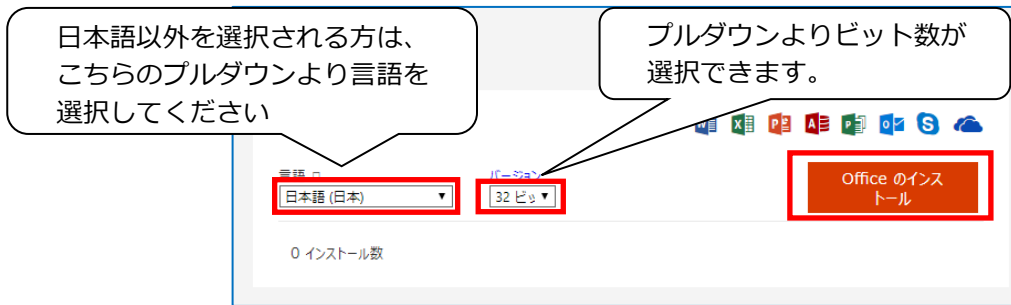 日本語以外を選択される方は、
こちらのプルダウンより言語を
選択してください
プルダウンよりビット数が
選択できます。
言語
バージョン
日本語 (日本)
32 ビッ
Office のインス
トール
0 インストール数